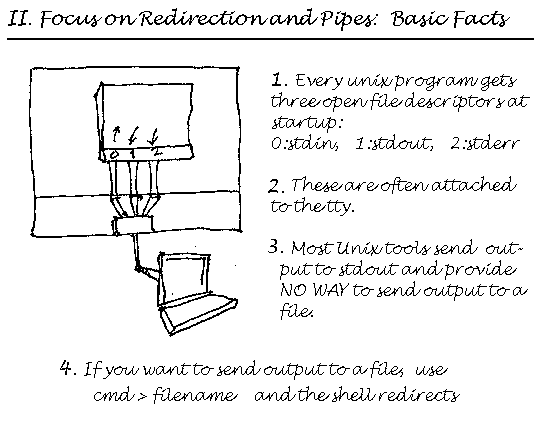 II. Focus on Redirection and Pipes: Basic Facts
1. Every unix program gets
three open file descriptors at
startup:
0:stdin, 1:stdout, 2:stderr
0 1 2
2. These are often attached
to the tty.
3. Most Unix tools send out-
put to stdout and provide
NO WAY to send output to a
file.
4. If you want to send output to a file, use
cmd > filename and the shell redirects